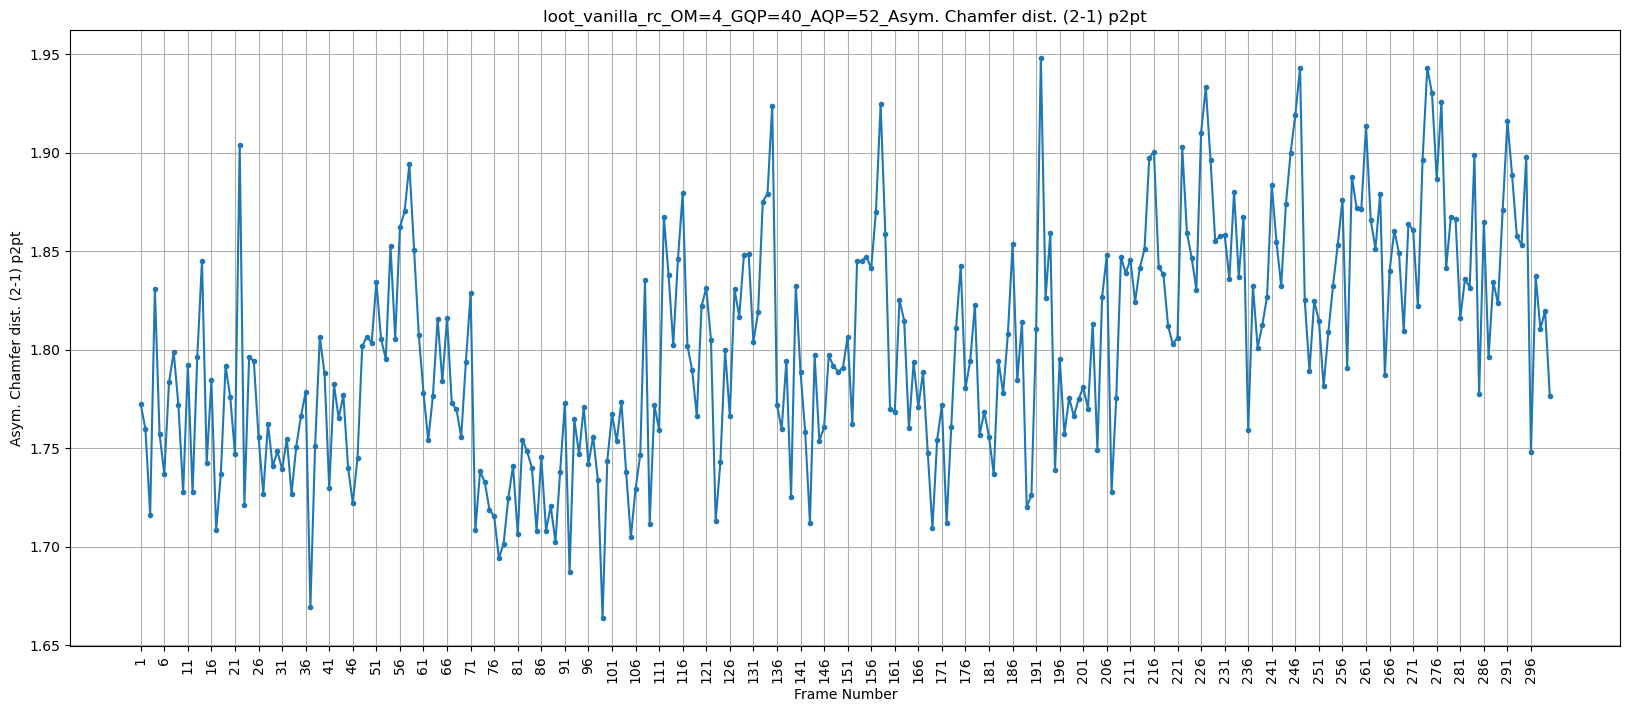 loot_vanilla_rc_OM=4_GQP=40_AQP=52_Asym. Chamfer dist. (2-1) p2pt
Asym. Chamfer dist. (2-1) p2pt
1.95
1.90
1.85
1.80
1.75
1.70
1.65
1 6 11 16 21 26 31 36 41 46 51 56 61 66 71 76 81 86 91 96 101 106 111 116 121 126 131 136 141 146 151 156 161 166 171 176 181 186 191 196 201 206 211 216 221 226 231 236 241 246 251 256 261 266 271 276 281 286 291 296
Frame Number